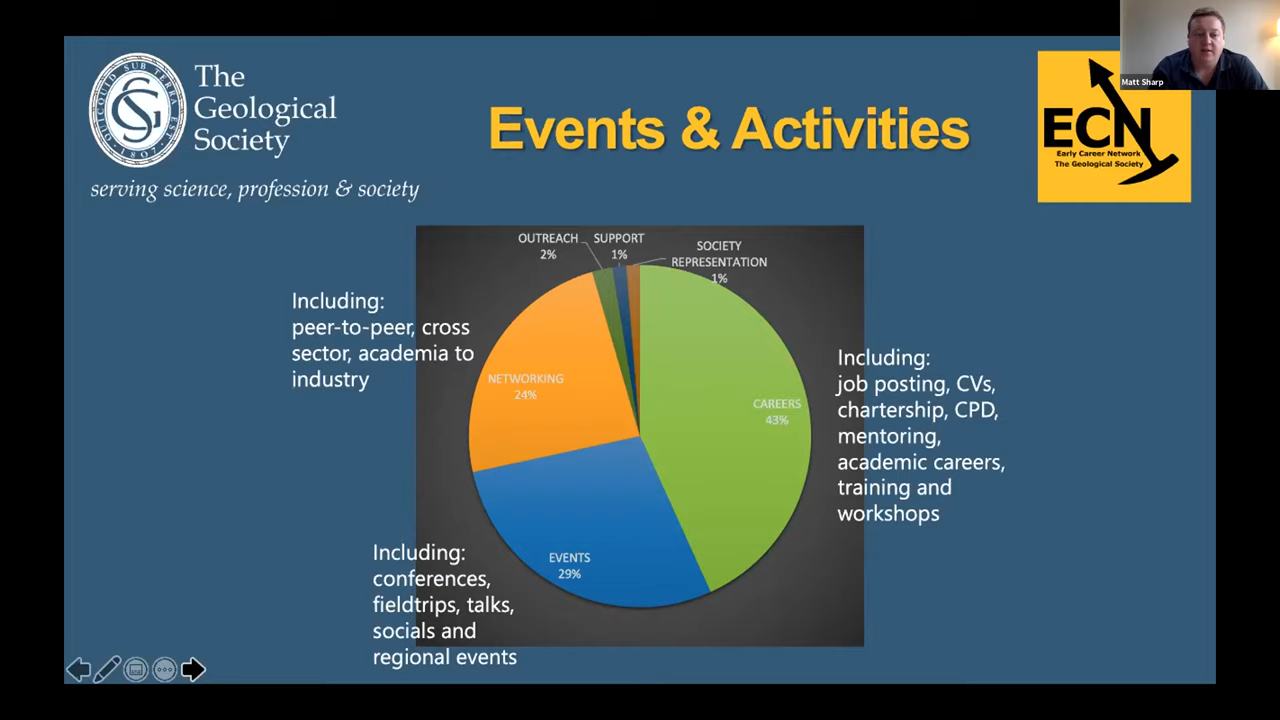 The
Geological
Society
serving science, profession & society
Events & Activities
ECN
Early Career Network
The Geological Society
Matt Sharp
OUTREACH
2%
SUPPORT
1%
SOCIETY
REPRESENTATION
1%
Including:
peer-to-peer, cross
sector, academia to
industry
NETWORKING
24%
CAREERS
43%
Including:
job posting, CVs,
chartership, CPD,
mentoring,
academic careers,
training and
workshops
EVENTS
29%
Including:
conferences,
fieldtrips, talks,
socials and
regional events